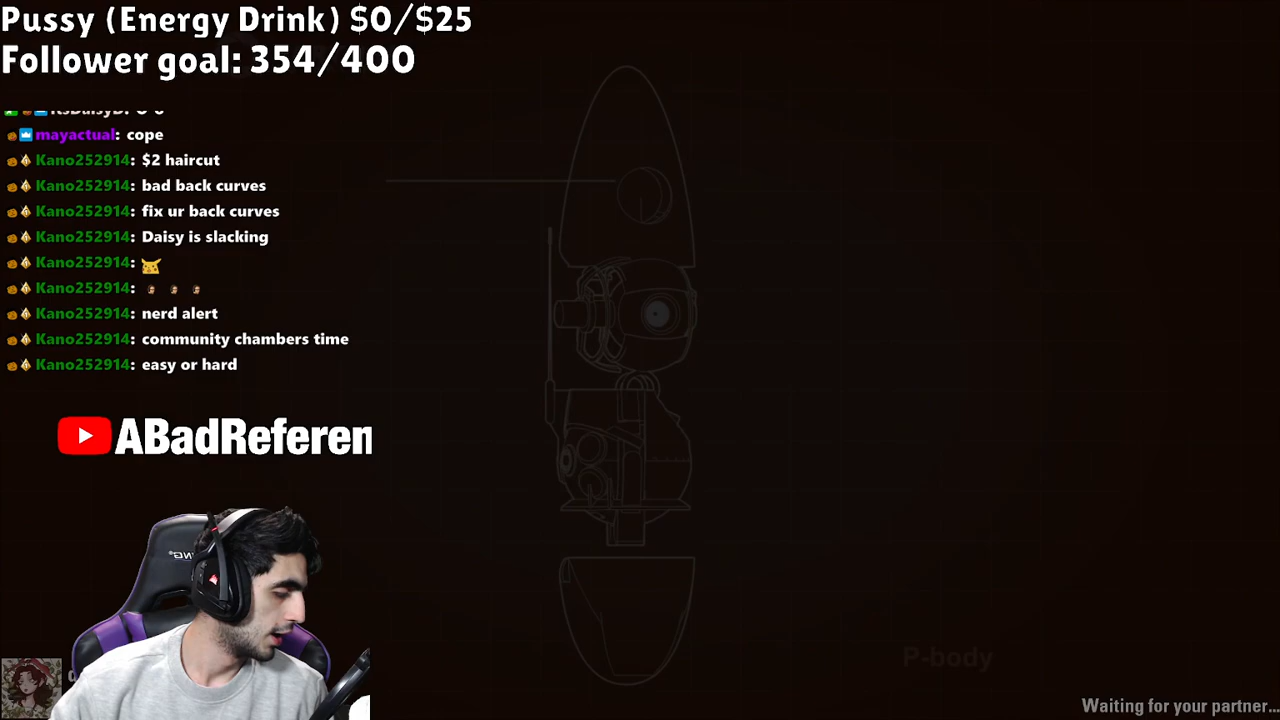 Pussy (Energy Drink) $0/$25
Follower goal: 354/400
mayactual: cope
Kano252914: $2 haircut
Kano252914: bad back curves
Kano252914: fix ur back curves
Kano252914: Daisy is slacking
Kano252914:
Kano252914:
Kano252914: nerd alert
Kano252914: community chambers time
Kano252914: easy or hard
ABadReferen
P-body
Waiting for your partner...